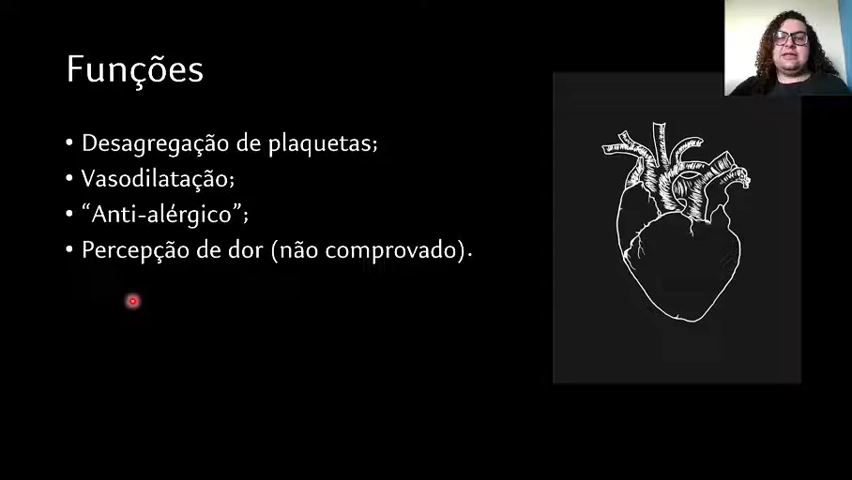 Funções
• Desagregação de plaquetas;
• Vasodilatação;
• “Anti-alérgico”;
• Percepção de dor (não comprovado).